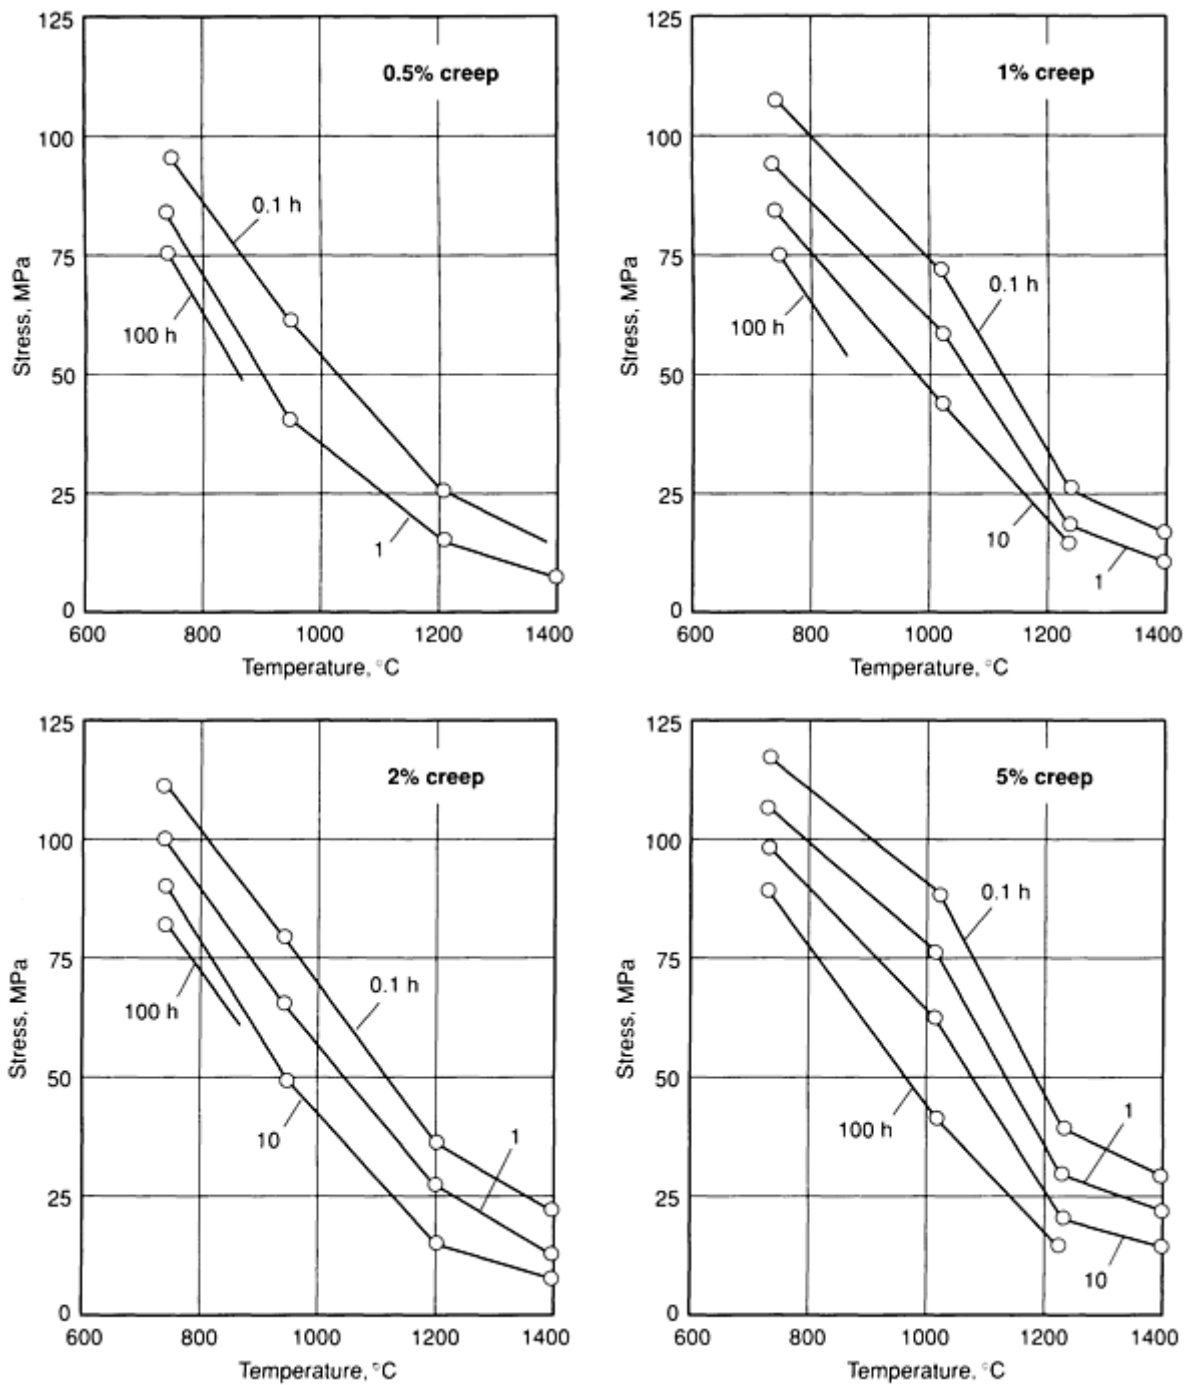 125
0.5% creep
100
0.1 h
75
Stress, MPa
100 h
50
25
1
0
600 800 1000 1200 1400
Temperature, °C
125
1% creep
100
75
0.1 h
Stress, MPa
100 h
50
25
10
1
0
600 800 1000 1200 1400
Temperature, °C
125
2% creep
100
75
0.1 h
Stress, MPa
100 h
50
10
1
25
0
600 800 1000 1200 1400
Temperature, °C
125
5% creep
100
0.1 h
75
Stress, MPa
50
1
100 h
25
10
0
600 800 1000 1200 1400
Temperature, °C